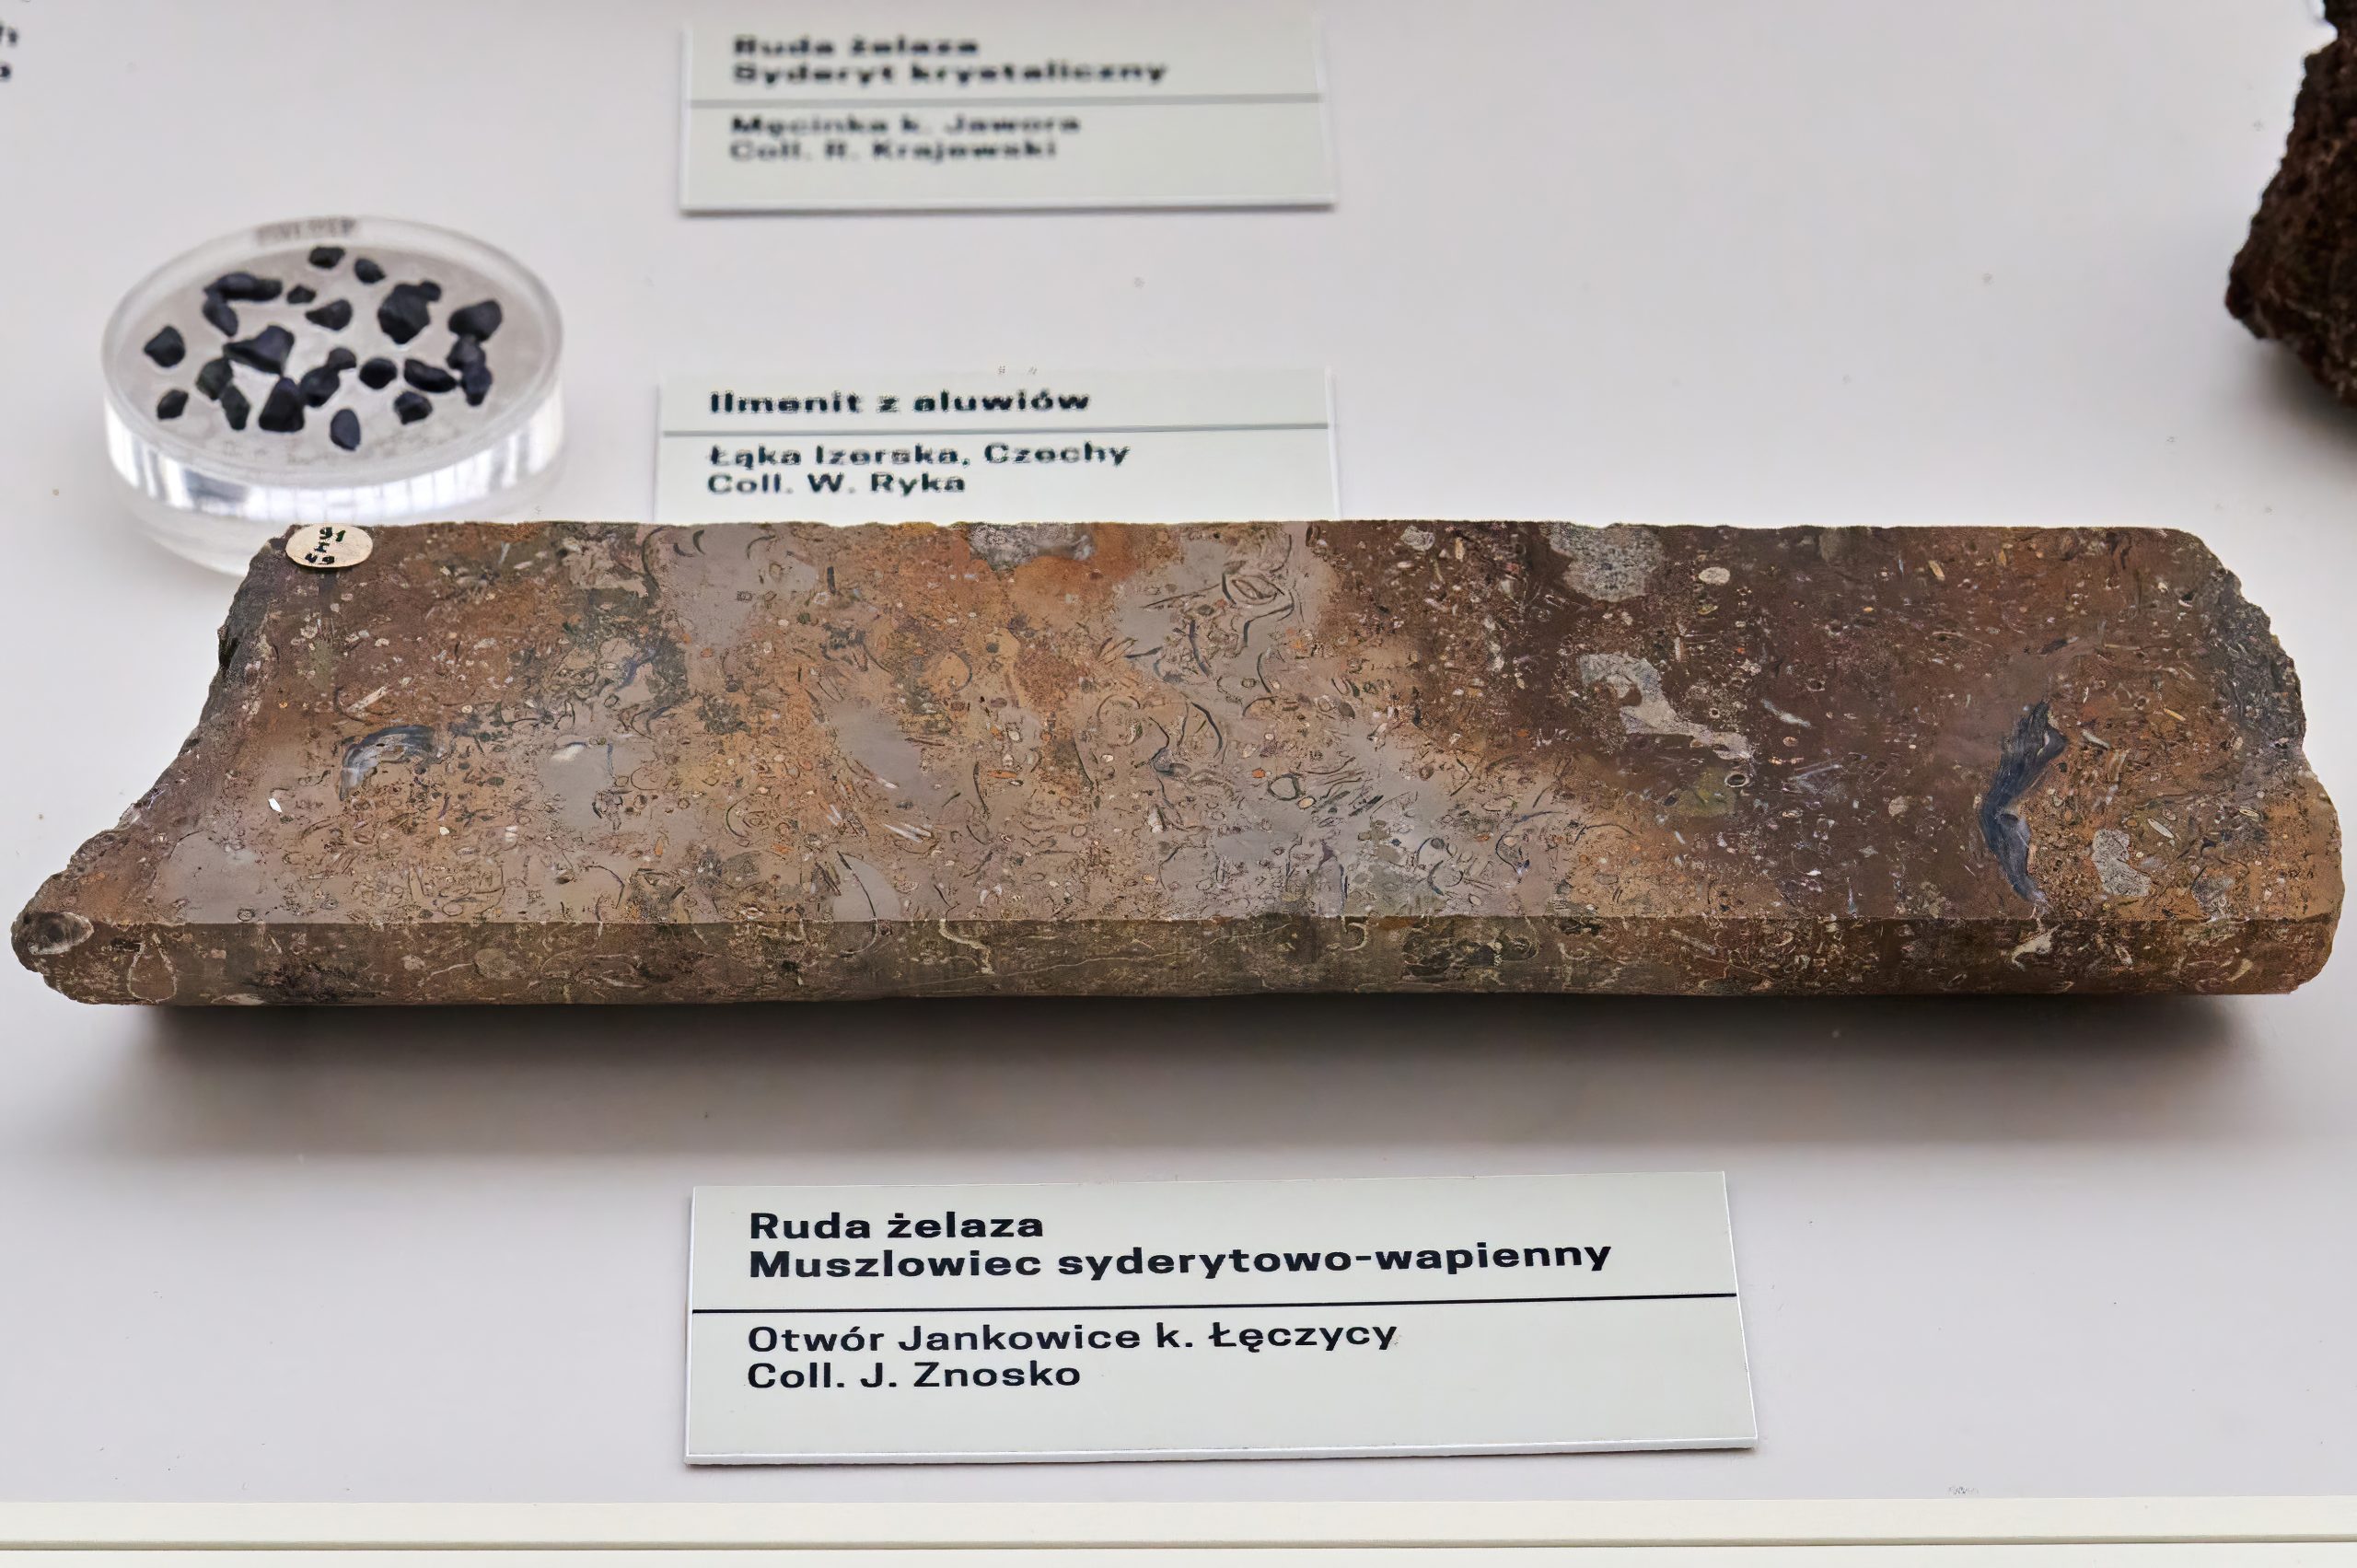 Ruda żelaza
Syderyt krystaliczny
Męcinka k. Jawora
Coll. R. Krajewski
Ilmenit z aluwiów
Łąka Izerska, Czechy
Coll. W. Ryka
Ruda żelaza
Muszlowiec syderytowo-wapienny
Otwór Jankowice k. Łęczycy
Coll. J. Znosko